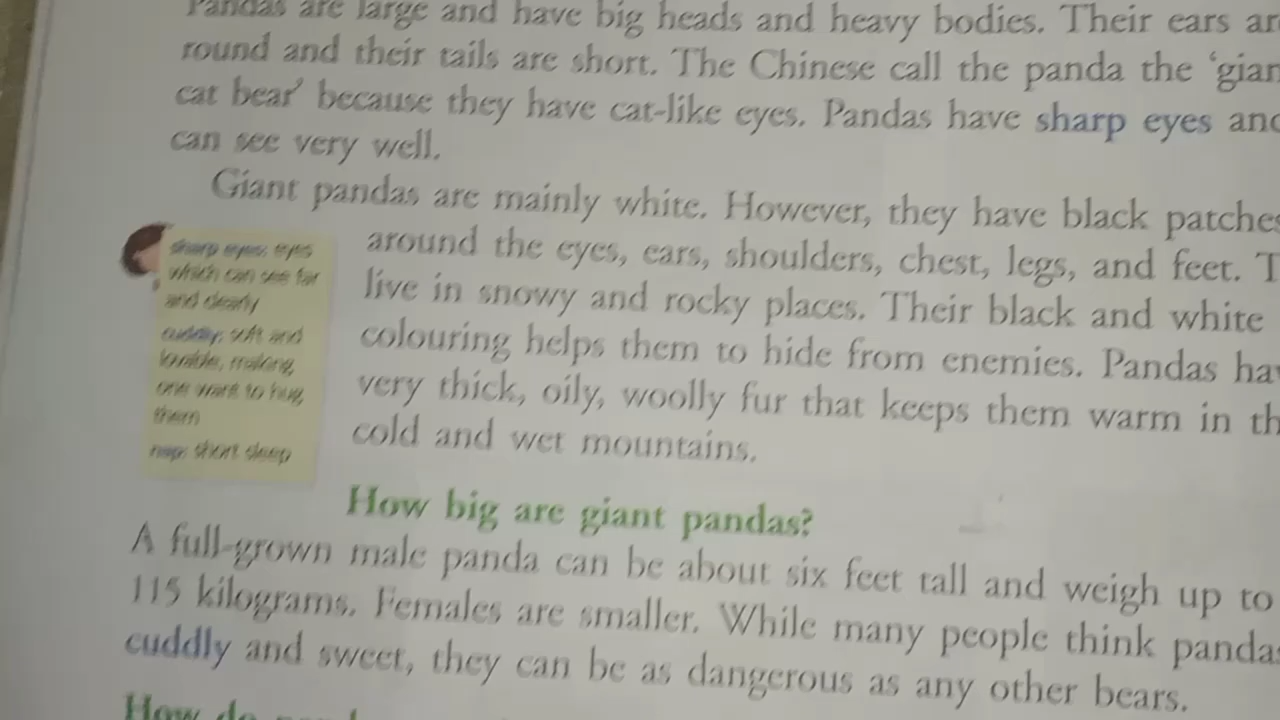 Pandas are large and have big heads and heavy bodies. Their ears ar
round and their tails are short. The Chinese call the panda the ‘gian
cat bear’ because they have cat-like eyes. Pandas have sharp eyes and
can see very well.
Giant pandas are mainly white. However, they have black patches
around the eyes, ears, shoulders, chest, legs, and feet. T
live in snowy and rocky places. Their black and white
colouring helps them to hide from enemies. Pandas hav
very thick, oily, woolly fur that keeps them warm in th
cold and wet mountains.
sharp eyes: eyes
which can see far
and clearly
cuddly: soft and
lovable, making
one want to hug
them
nap: short sleep
How big are giant pandas?
A full-grown male panda can be about six feet tall and weigh up to
115 kilograms. Females are smaller. While many people think pandas
cuddly and sweet, they can be as dangerous as any other bears.
How do